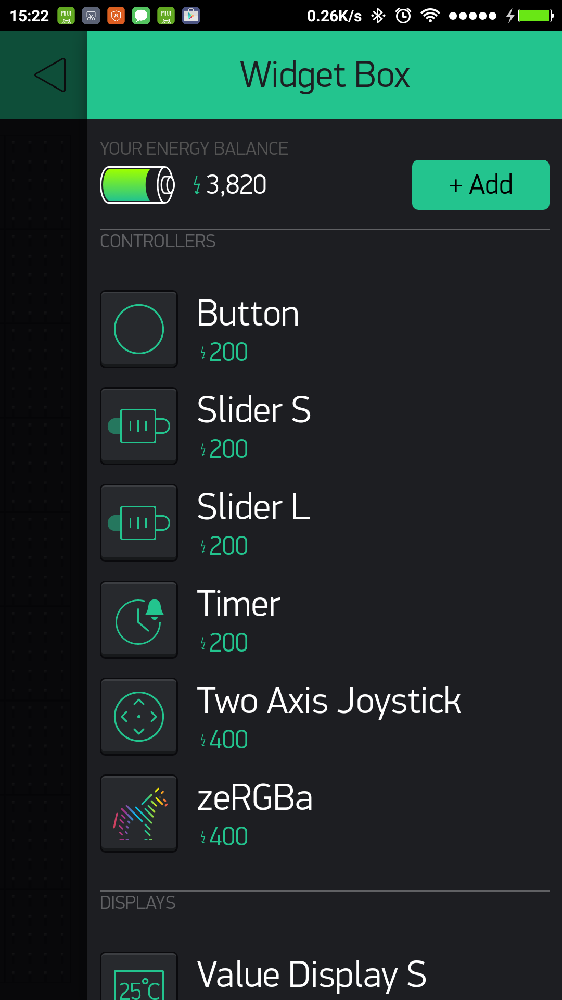 15:22 MIUI MIUI 0.26K/s
Widget Box
YOUR ENERGY BALANCE
3,820
+ Add
CONTROLLERS
Button
200
Slider S
200
Slider L
200
Timer
200
Two Axis Joystick
400
zeRGBa
400
DISPLAYS
Value Display S
25°C